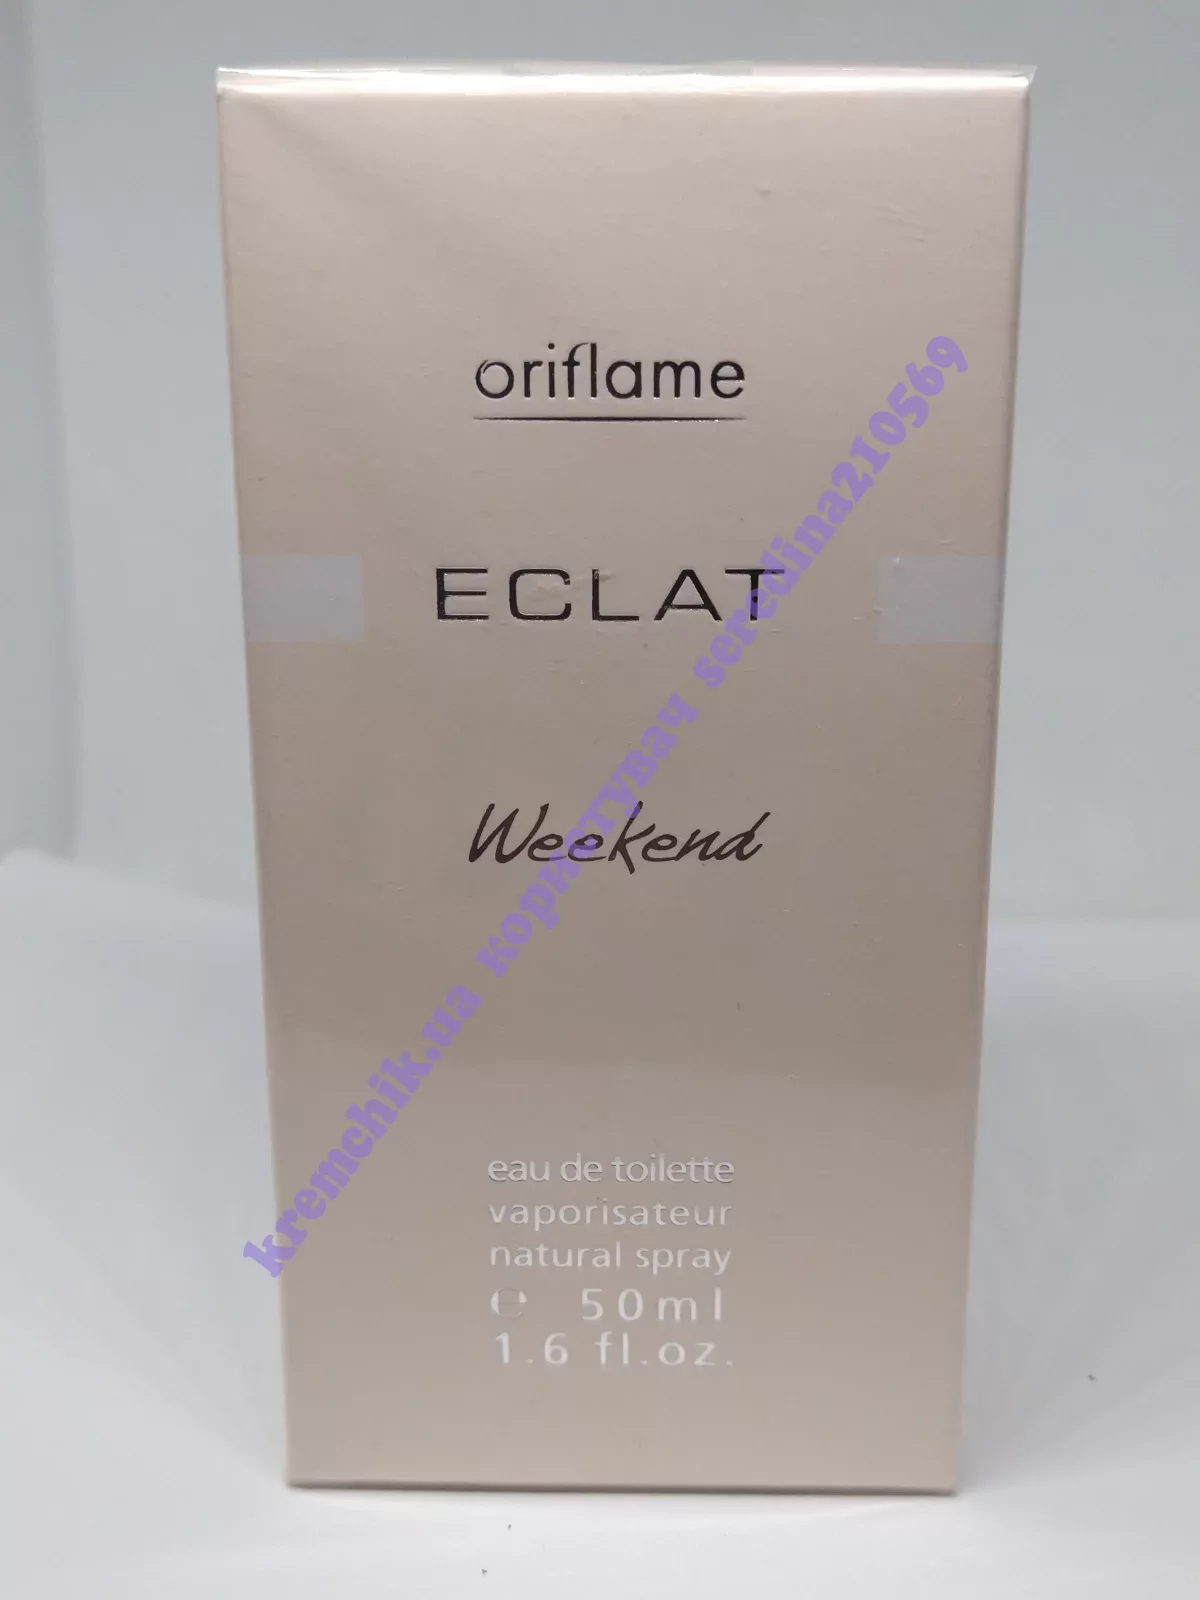 oriflame
ECLAT
Weekend
eau de toilette
vaporisateur
natural spray
℮ 50ml
1.6 fl.oz.
kremchik.ua користувач seredina210569